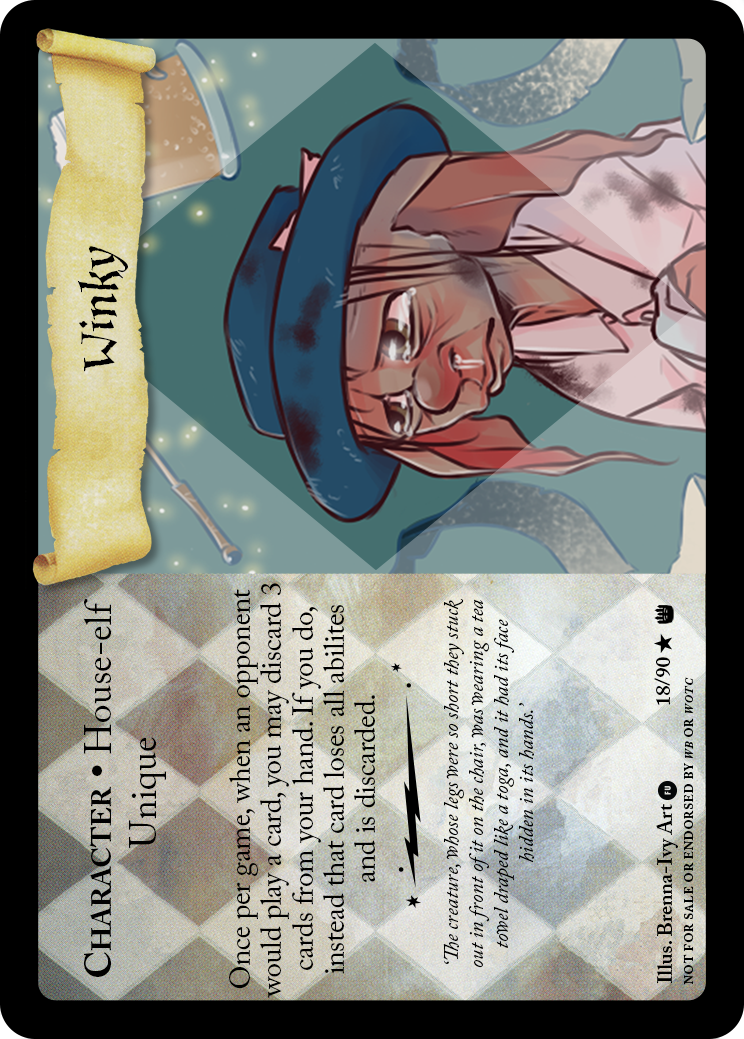 Winky
CHARACTER • House-elf
Unique
Once per game, when an opponent
would play a card, you may discard 3
cards from your hand. If you do,
instead that card loses all abilites
and is discarded.
‘The creature, whose legs were so short they stuck
out in front of it on the chair, was wearing a tea
towel draped like a toga, and it had its face
hidden in its hands.’
Illus. Brenna-Ivy Art FU 18/90 ★
NOT FOR SALE OR ENDORSED BY WB OR WOTC